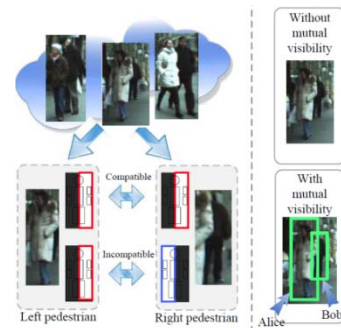 Without
mutual
visibility
Compatible
Incompatible
Left pedestrian
Right pedestrian
With
mutual
visibility
Alice
Bob